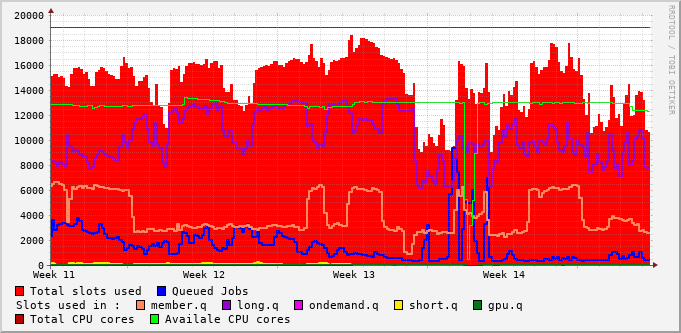 20000
18000
16000
14000
12000
10000
8000
6000
4000
2000
0
Week 11 Week 12 Week 13 Week 14
Total slots used Queued Jobs
Slots used in : member.q long.q ondemand.q short.q gpu.q
Total CPU cores Availale CPU cores
RRDTOOL / TOBI OETIKER